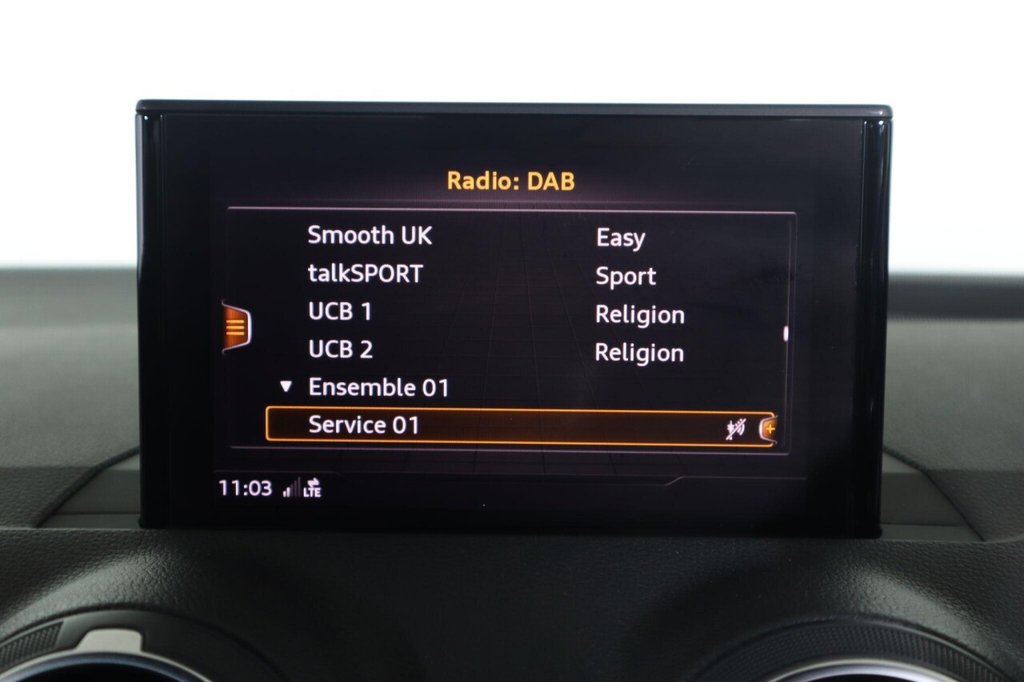 Radio: DAB
Smooth UK Easy
talkSPORT Sport
UCB 1 Religion
UCB 2 Religion
Ensemble 01
Service 01
11:03 LTE